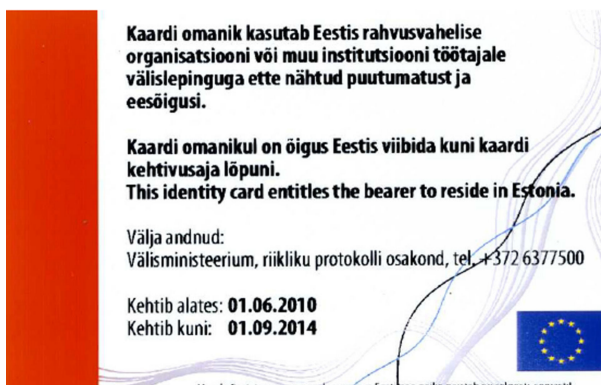 Kaardi omanik kasutab Eestis rahvusvahelise
organisatsiooni või muu institutsiooni töötajale
välislepinguga ette nähtud puutumatust ja
eesõigusi.
Kaardi omanikul on õigus Eestis viibida kuni kaardi
kehtivusaja lõpuni.
This identity card entitles the bearer to reside in Estonia.
Välja andnud:
Välisministeerium, riikliku protokolli osakond, tel. +372 6377500
Kehtib alates: 01.06.2010
Kehtib kuni: 01.09.2014